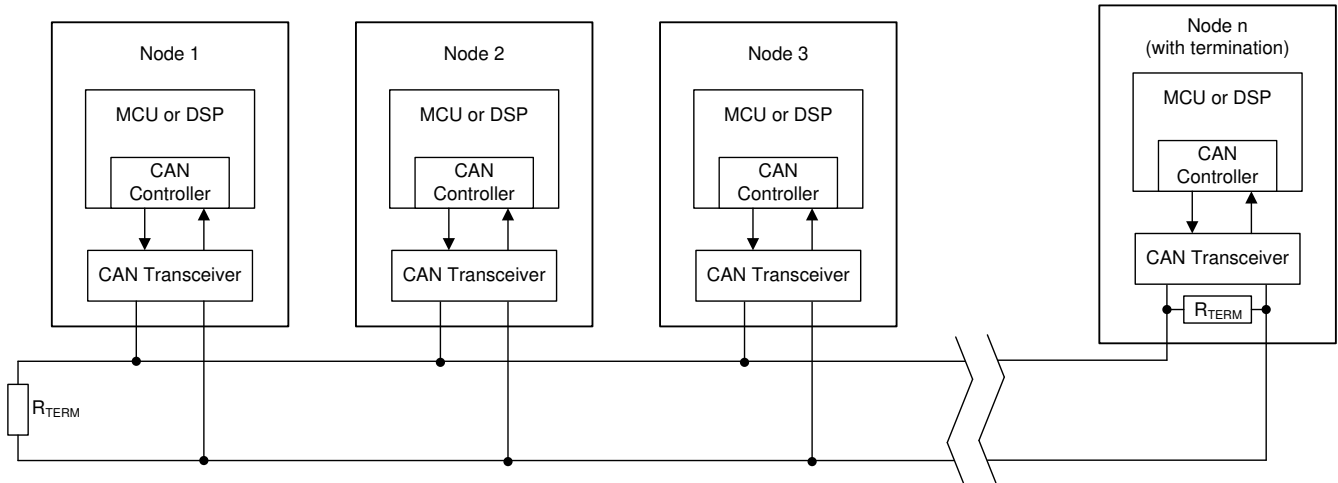 Node 1
MCU or DSP
CAN
Controller
CAN Transceiver
Node 2
MCU or DSP
CAN
Controller
CAN Transceiver
Node 3
MCU or DSP
CAN
Controller
CAN Transceiver
Node n
(with termination)
MCU or DSP
CAN
Controller
CAN Transceiver
RTERM
RTERM